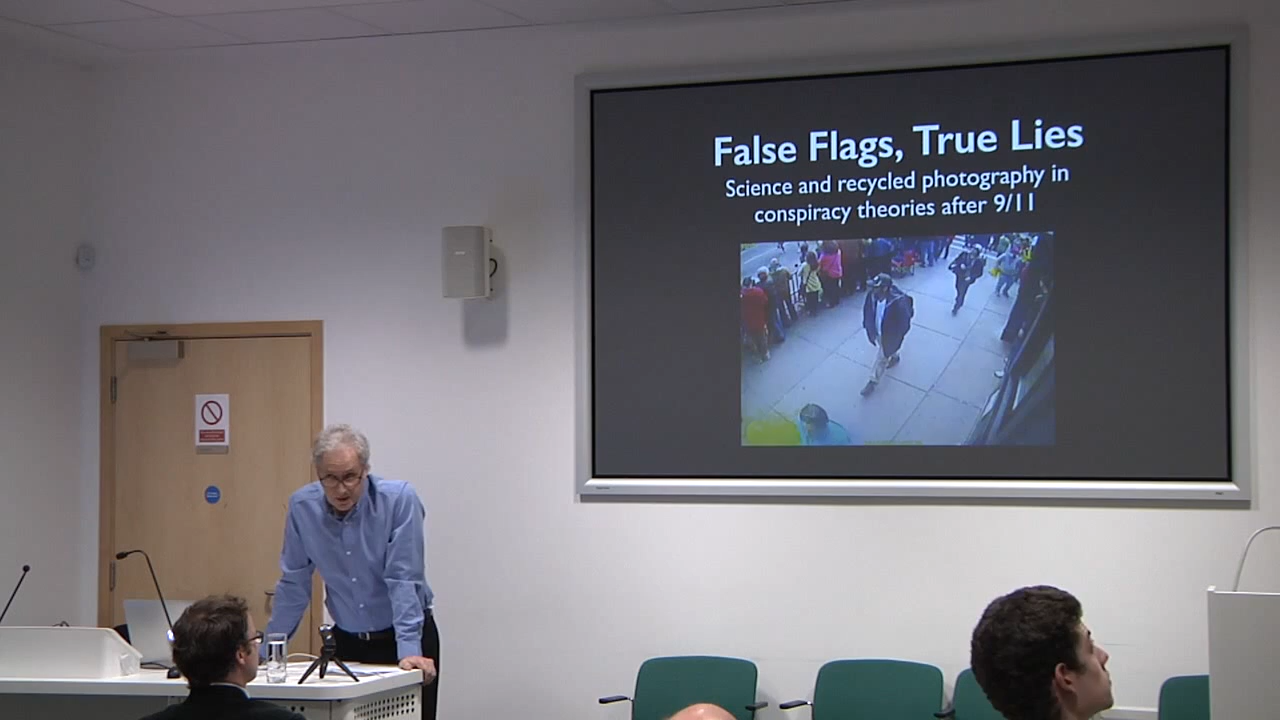 False Flags, True Lies
Science and recycled photography in
conspiracy theories after 9/11